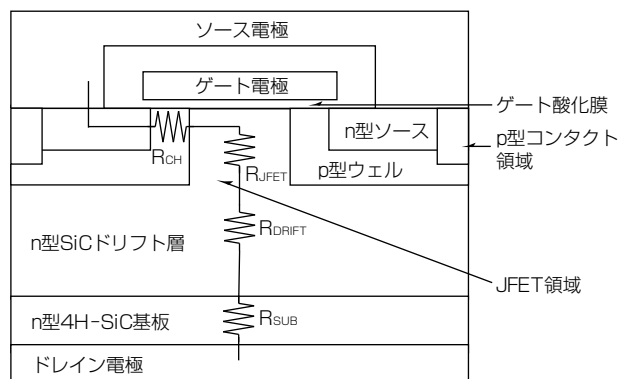 ソース電極
ゲート電極
ゲート酸化膜
n型ソース
p型コンタクト
領域
RCH
RJFET
p型ウェル
n型SiCドリフト層
RDRIFT
JFET領域
n型4H-SiC基板
RSUB
ドレイン電極